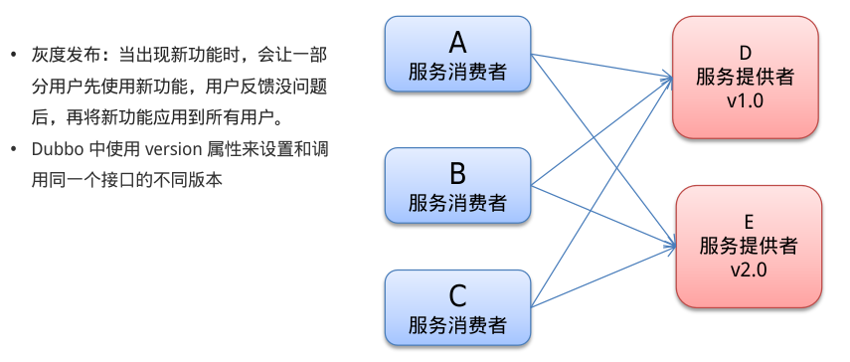 • 灰度发布：当出现新功能时，会让一部
分用户先使用新功能，用户反馈没问题
后，再将新功能应用到所有用户。
• Dubbo 中使用 version 属性来设置和调
用同一个接口的不同版本
A
服务消费者
B
服务消费者
C
服务消费者
D
服务提供者
v1.0
E
服务提供者
v2.0